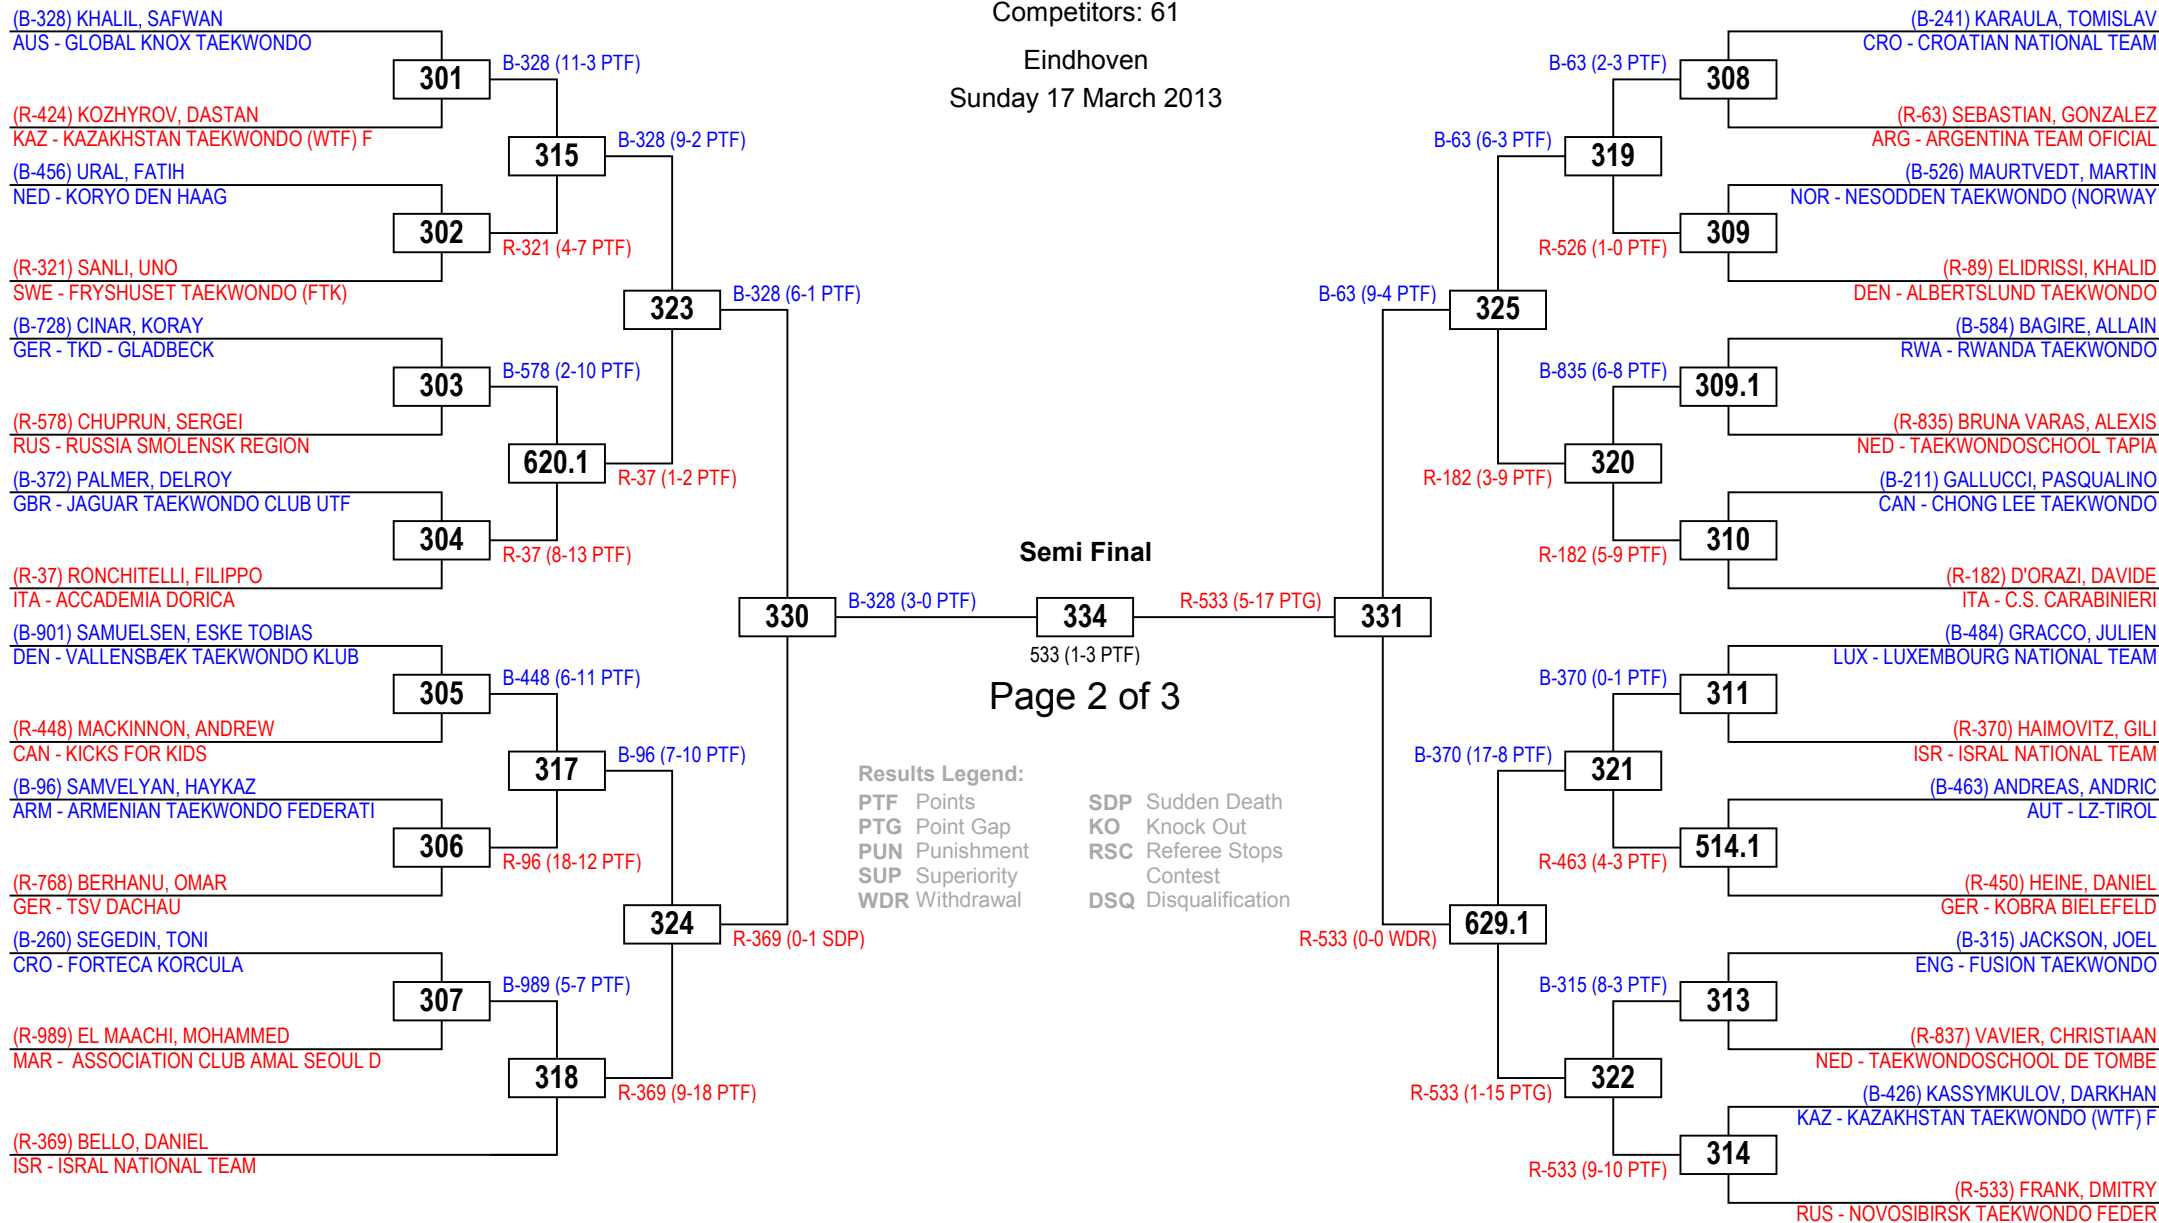 Competitors: 61
Eindhoven
Sunday 17 March 2013
(B-328) KHALIL, SAFWAN
AUS - GLOBAL KNOX TAEKWONDO
301
B-328 (11-3 PTF)
(R-424) KOZHYROV, DASTAN
KAZ - KAZAKHSTAN TAEKWONDO (WTF) F
315
B-328 (9-2 PTF)
(B-456) URAL, FATIH
NED - KORYO DEN HAAG
302
R-321 (4-7 PTF)
(R-321) SANLI, UNO
SWE - FRYSHUSET TAEKWONDO (FTK)
323
B-328 (6-1 PTF)
(B-728) CINAR, KORAY
GER - TKD - GLADBECK
303
B-578 (2-10 PTF)
(R-578) CHUPRUN, SERGEI
RUS - RUSSIA SMOLENSK REGION
620.1
R-37 (1-2 PTF)
(B-372) PALMER, DELROY
GBR - JAGUAR TAEKWONDO CLUB UTF
304
R-37 (8-13 PTF)
(R-37) RONCHITELLI, FILIPPO
ITA - ACCADEMIA DORICA
330
B-328 (3-0 PTF)
(B-901) SAMUELSEN, ESKE TOBIAS
DEN - VALLENSBÆK TAEKWONDO KLUB
305
B-448 (6-11 PTF)
(R-448) MACKINNON, ANDREW
CAN - KICKS FOR KIDS
317
B-96 (7-10 PTF)
(B-96) SAMVELYAN, HAYKAZ
ARM - ARMENIAN TAEKWONDO FEDERATI
306
R-96 (18-12 PTF)
(R-768) BERHANU, OMAR
GER - TSV DACHAU
324
R-369 (0-1 SDP)
(B-260) SEGEDIN, TONI
CRO - FORTECA KORCULA
307
B-989 (5-7 PTF)
(R-989) EL MAACHI, MOHAMMED
MAR - ASSOCIATION CLUB AMAL SEOUL D
318
R-369 (9-18 PTF)
(R-369) BELLO, DANIEL
ISR - ISRAL NATIONAL TEAM
Semi Final
334
533 (1-3 PTF)
Page 2 of 3
Results Legend:
PTF Points
SDP Sudden Death
PTG Point Gap
KO Knock Out
PUN Punishment
RSC Referee Stops
SUP Superiority
Contest
WDR Withdrawal
DSQ Disqualification
(B-241) KARAULA, TOMISLAV
CRO - CROATIAN NATIONAL TEAM
B-63 (2-3 PTF)
308
(R-63) SEBASTIAN, GONZALEZ
ARG - ARGENTINA TEAM OFICIAL
B-63 (6-3 PTF)
319
(B-526) MAURTVEDT, MARTIN
NOR - NESODDEN TAEKWONDO (NORWAY
309
R-526 (1-0 PTF)
(R-89) ELIDRISSI, KHALID
DEN - ALBERTSLUND TAEKWONDO
B-63 (9-4 PTF)
325
(B-584) BAGIRE, ALLAIN
RWA - RWANDA TAEKWONDO
B-835 (6-8 PTF)
309.1
(R-835) BRUNA VARAS, ALEXIS
NED - TAEKWONDOSCHOOL TAPIA
320
R-182 (3-9 PTF)
(B-211) GALLUCCI, PASQUALINO
CAN - CHONG LEE TAEKWONDO
310
R-182 (5-9 PTF)
(R-182) D'ORAZI, DAVIDE
ITA - C.S. CARABINIERI
R-533 (5-17 PTG)
331
(B-484) GRACCO, JULIEN
LUX - LUXEMBOURG NATIONAL TEAM
B-370 (0-1 PTF)
311
(R-370) HAIMOVITZ, GILI
ISR - ISRAL NATIONAL TEAM
B-370 (17-8 PTF)
321
(B-463) ANDREAS, ANDRIC
AUT - LZ-TIROL
514.1
R-463 (4-3 PTF)
(R-450) HEINE, DANIEL
GER - KOBRA BIELEFELD
629.1
R-533 (0-0 WDR)
(B-315) JACKSON, JOEL
ENG - FUSION TAEKWONDO
B-315 (8-3 PTF)
313
(R-837) VAVIER, CHRISTIAAN
NED - TAEKWONDOSCHOOL DE TOMBE
322
R-533 (1-15 PTG)
(B-426) KASSYMKULOV, DARKHAN
KAZ - KAZAKHSTAN TAEKWONDO (WTF) F
314
R-533 (9-10 PTF)
(R-533) FRANK, DMITRY
RUS - NOVOSIBIRSK TAEKWONDO FEDER